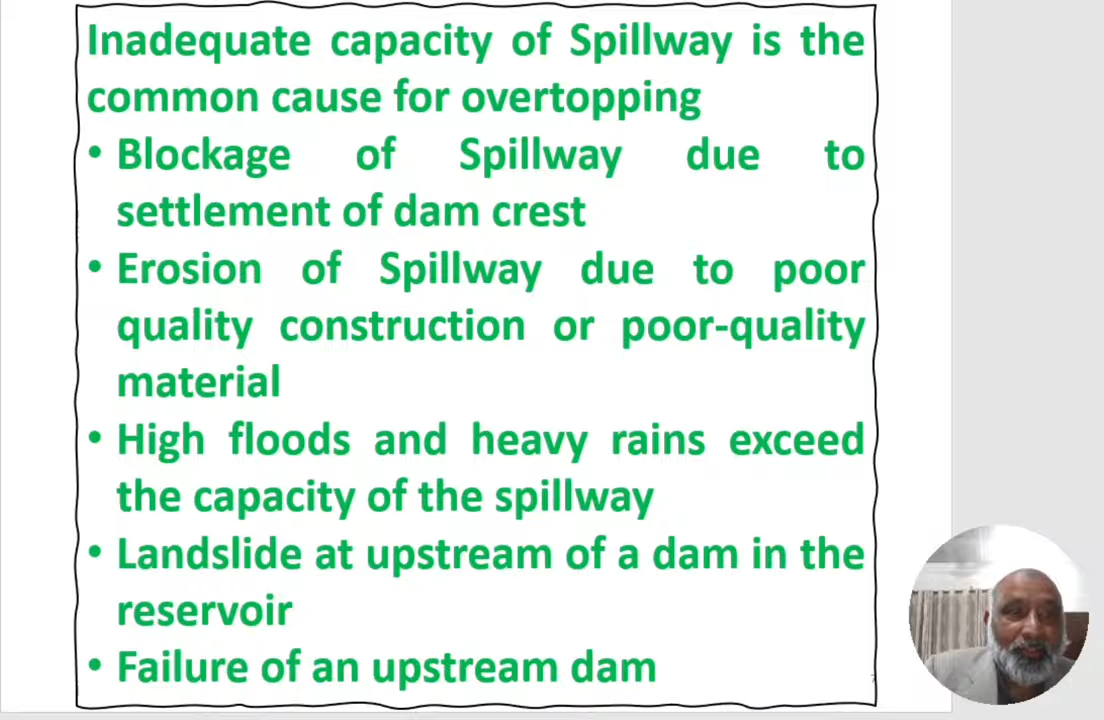 Inadequate capacity of Spillway is the
common cause for overtopping
• Blockage of Spillway due to
settlement of dam crest
• Erosion of Spillway due to poor
quality construction or poor-quality
material
• High floods and heavy rains exceed
the capacity of the spillway
• Landslide at upstream of a dam in the
reservoir
• Failure of an upstream dam